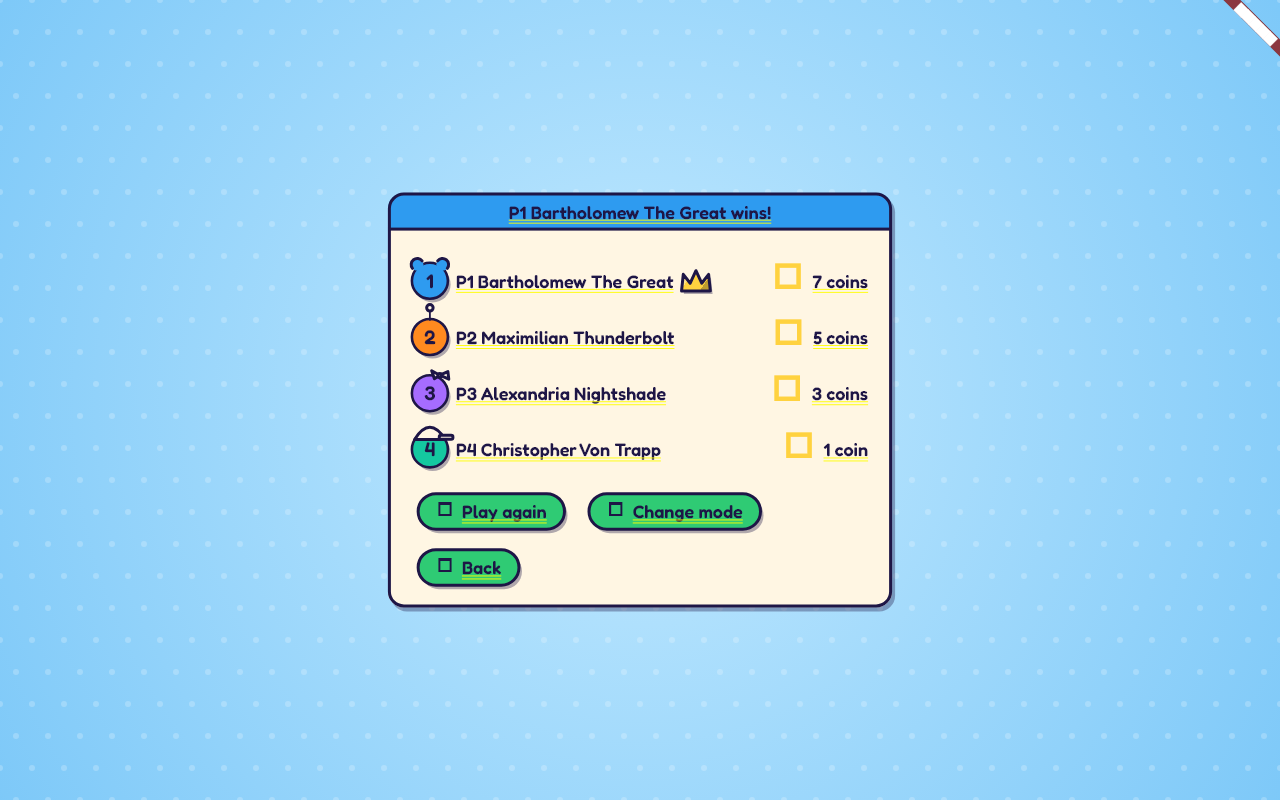 P1 Bartholomew The Great wins!
1 P1 Bartholomew The Great 7 coins
2 P2 Maximilian Thunderbolt 5 coins
3 P3 Alexandria Nightshade 3 coins
4 P4 Christopher Von Trapp 1 coin
Play again Change mode
Back